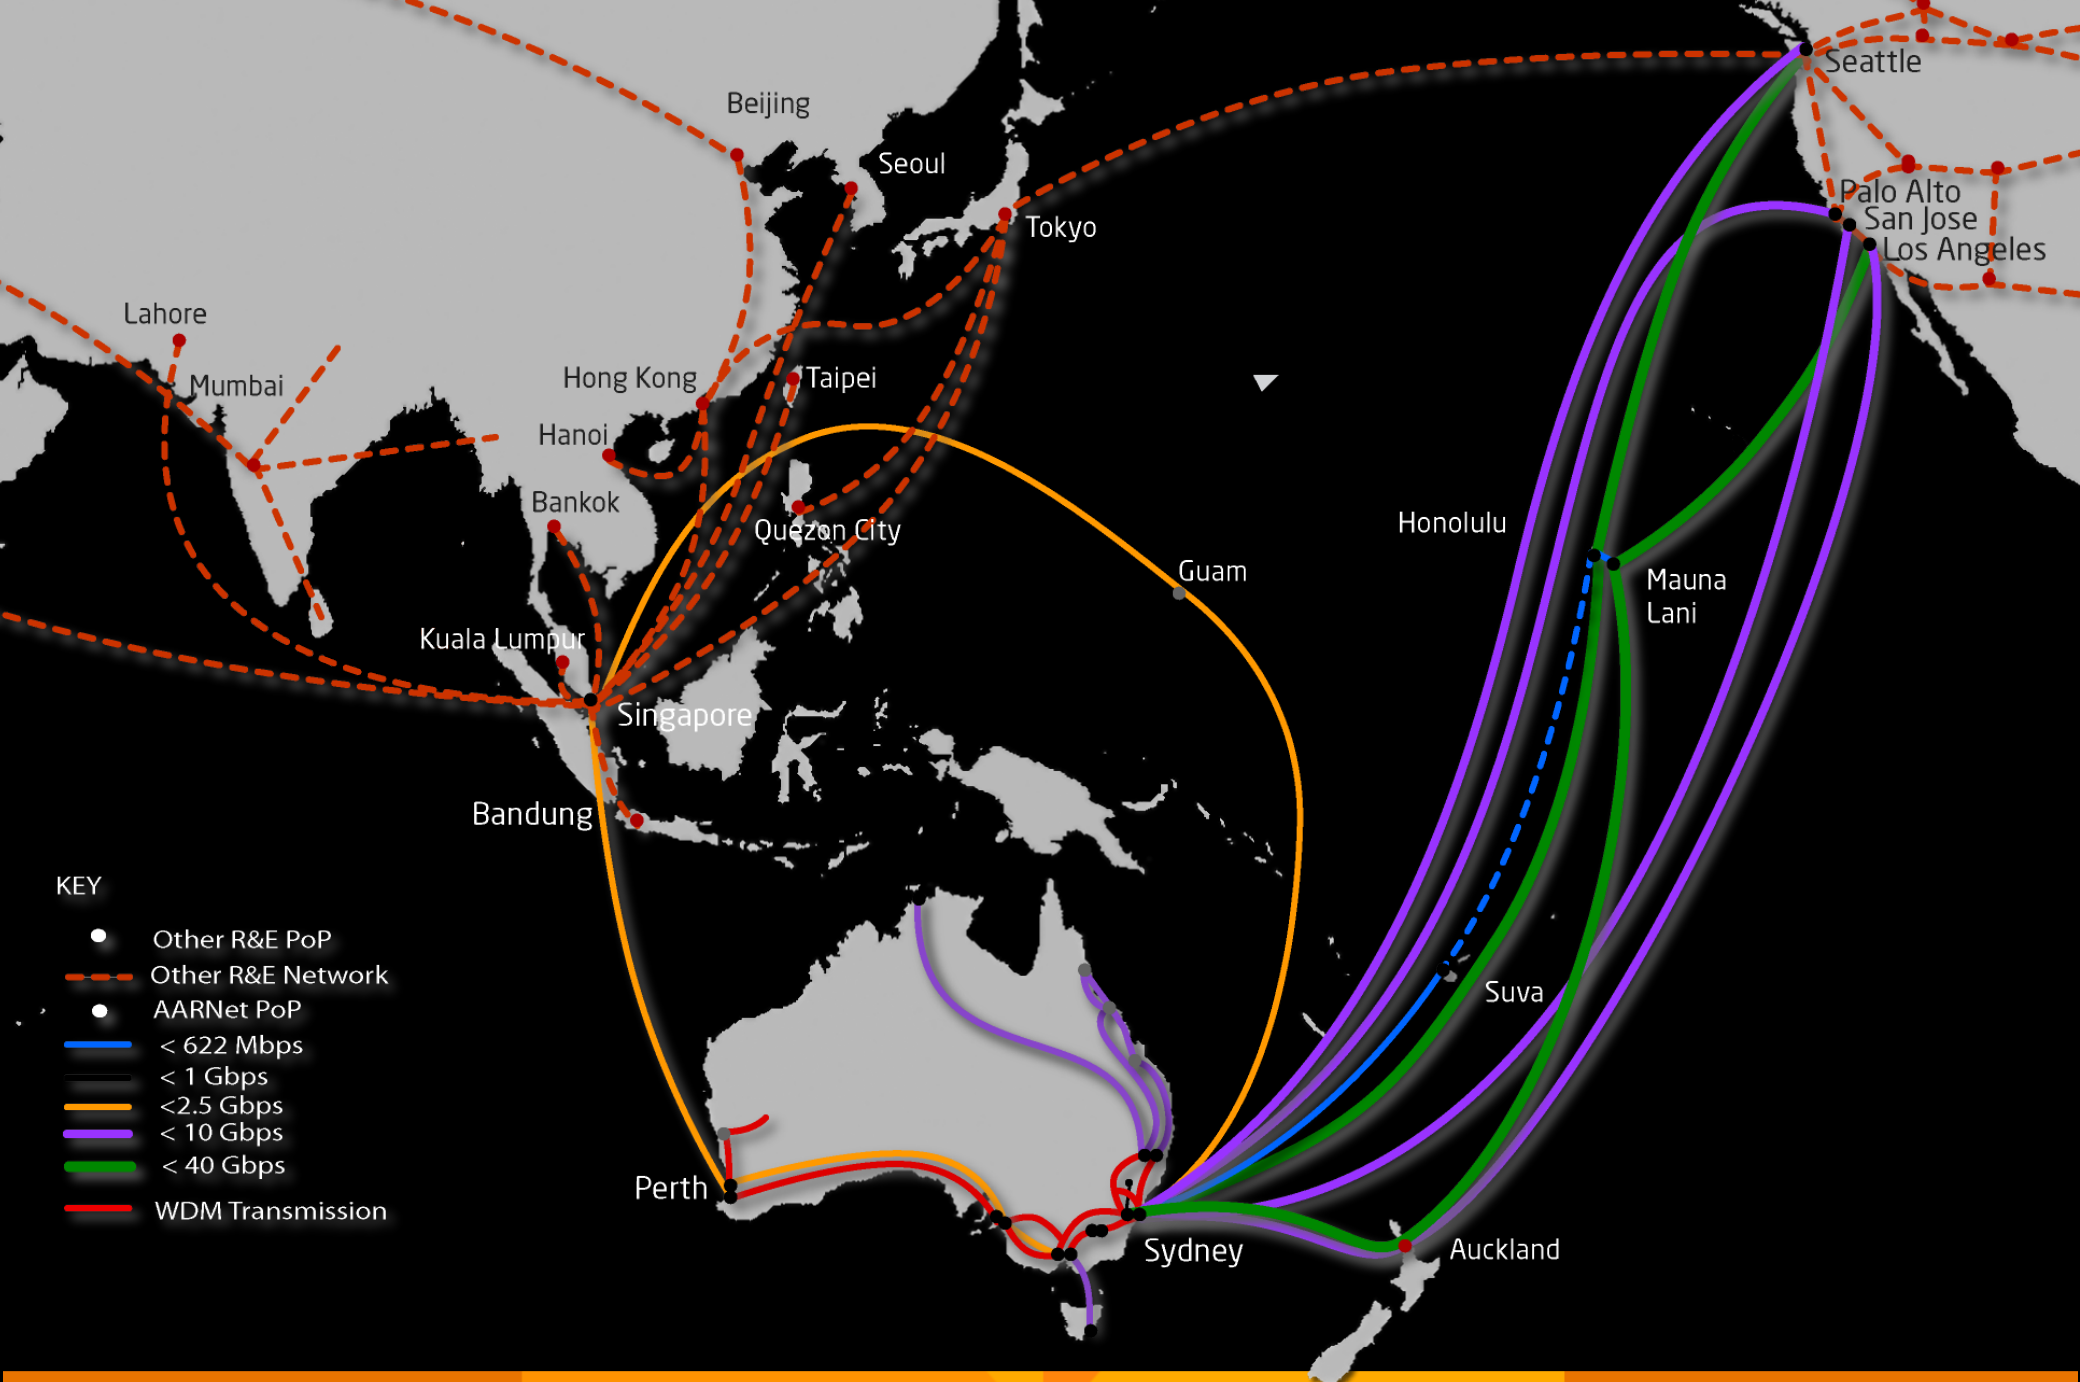 Seattle
Beijing
Seoul
Palo Alto
San Jose
Tokyo
Los Angeles
Lahore
Mumbai
Hong Kong
Taipei
Hanoi
Bankok
Honolulu
Quezon City
Guam
Mauna
Lani
Kuala Lumpur
Singapore
Bandung
KEY
Other R&E PoP
Other R&E Network
AARNet PoP
< 622 Mbps
< 1 Gbps
<2.5 Gbps
< 10 Gbps
< 40 Gbps
WDM Transmission
Suva
Perth
Sydney
Auckland